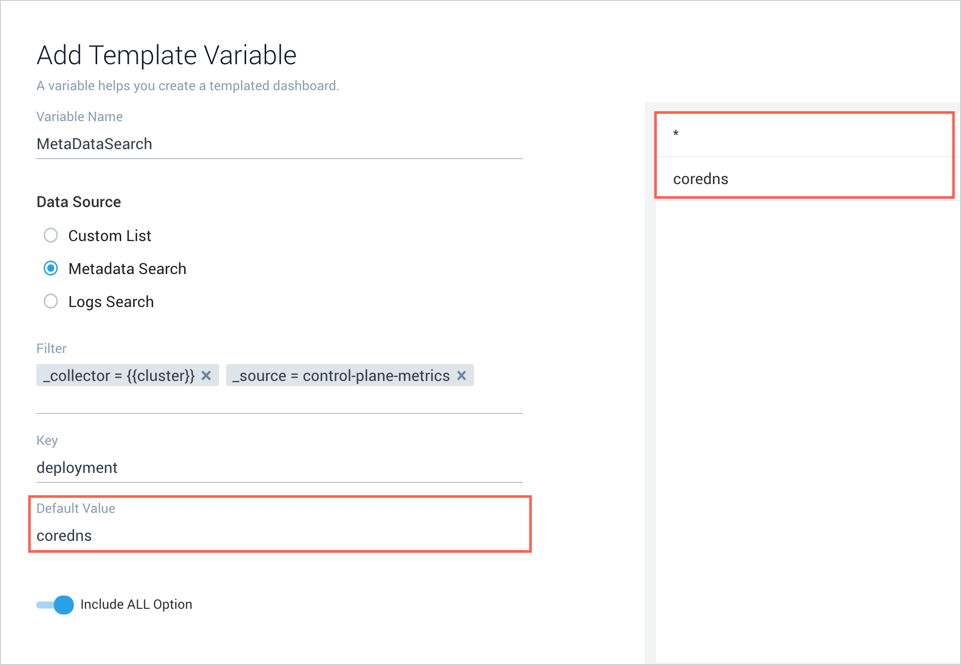 Add Template Variable
A variable helps you create a templated dashboard.
Variable Name
MetaDataSearch
Data Source
Custom List
Metadata Search
Logs Search
Filter
_collector = {{cluster}} ✕ _source = control-plane-metrics ✕
Key
deployment
Default Value
coredns
Include ALL Option
*
coredns